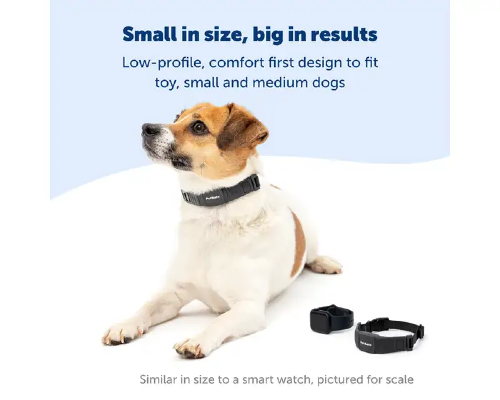 Small in size, big in results
Low-profile, comfort first design to fit
toy, small and medium dogs
Similar in size to a smart watch, pictured for scale